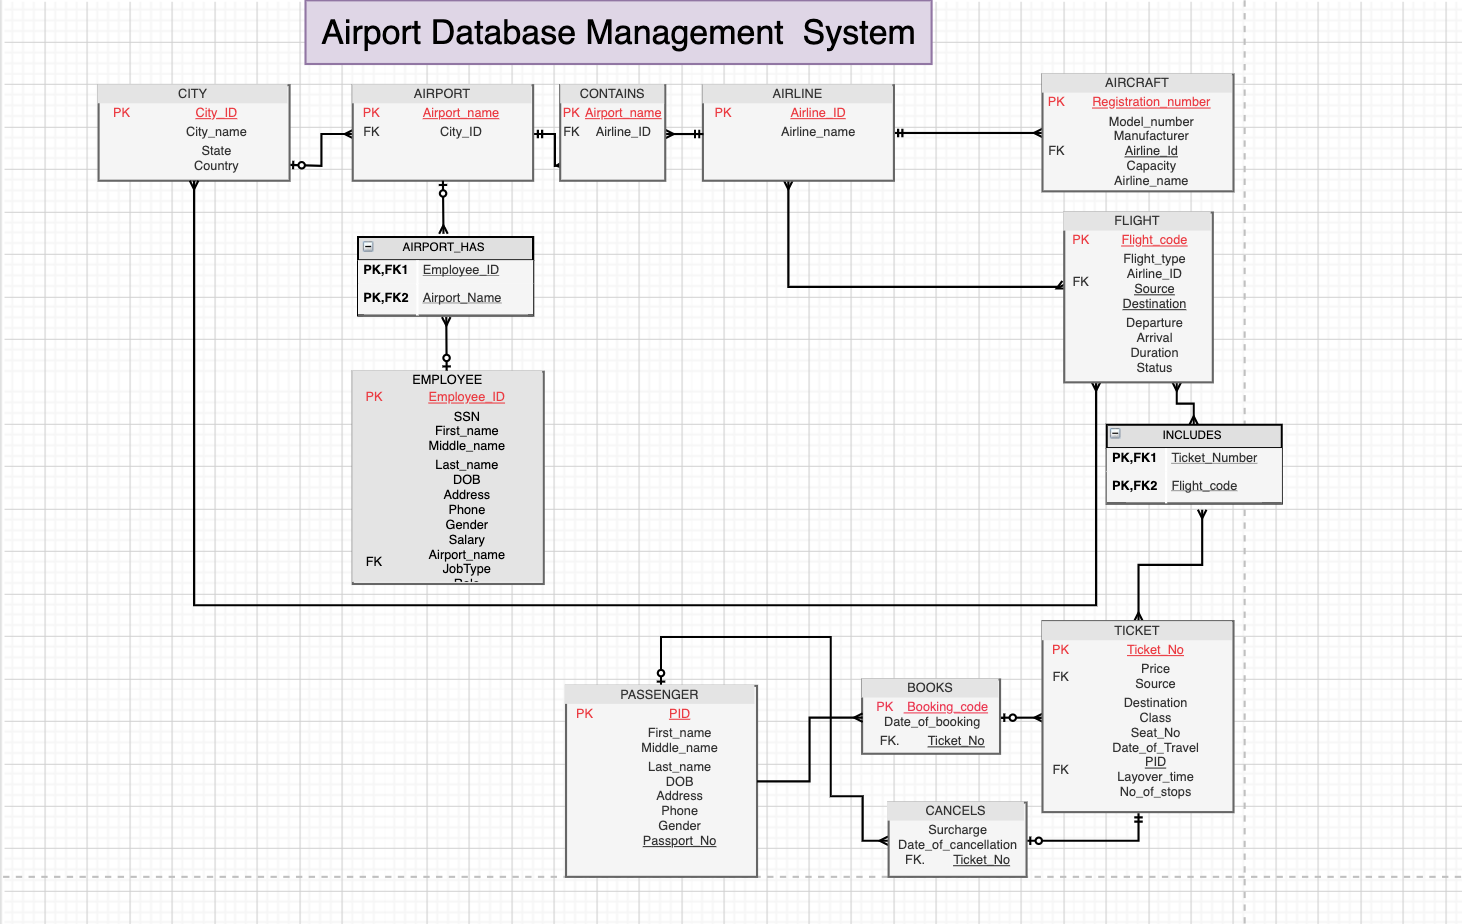 Airport Database Management System
CITY
PK City_ID
City_name
State
Country
AIRPORT
PK Airport_name
FK City_ID
CONTAINS
PK Airport_name
FK Airline_ID
AIRLINE
PK Airline_ID
Airline_name
AIRCRAFT
PK Registration_number
Model_number
Manufacturer
FK Airline_Id
Capacity
Airline_name
FLIGHT
PK Flight_code
Flight_type
Airline_ID
FK
Source
Destination
Departure
Arrival
Duration
Status
AIRPORT_HAS
PK,FK1 Employee_ID
PK,FK2 Airport_Name
EMPLOYEE
PK Employee_ID
SSN
First_name
Middle_name
Last_name
DOB
Address
Phone
Gender
Salary
Airport_name
FK
JobType
INCLUDES
PK,FK1 Ticket_Number
PK,FK2 Flight_code
TICKET
PK Ticket_No
Price
FK
Source
Destination
Class
Seat_No
Date_of_Travel
PID
FK
Layover_time
No_of_stops
PASSENGER
PK PID
First_name
Middle_name
Last_name
DOB
Address
Phone
Gender
Passport_No
BOOKS
PK Booking_code
Date_of_booking
FK. Ticket_No
CANCELS
Surcharge
Date_of_cancellation
FK. Ticket_No